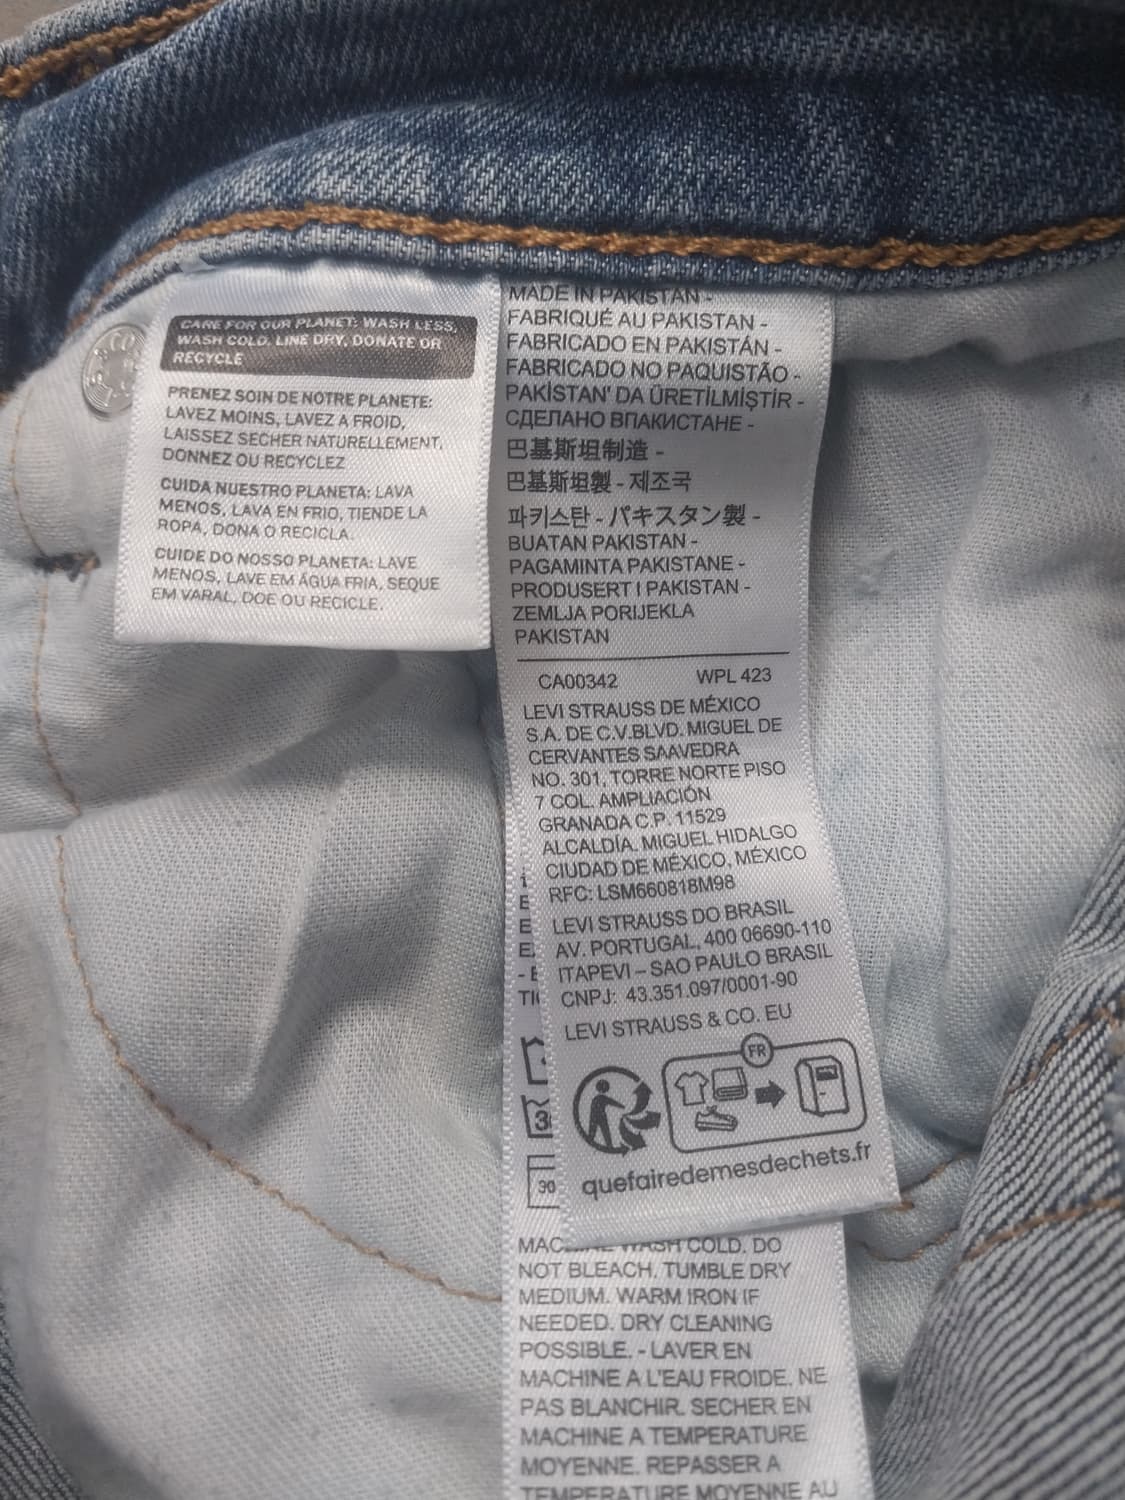 CARE FOR OUR PLANET: WASH LESS,
WASH COLD, LINE DRY, DONATE OR
RECYCLE
PRENEZ SOIN DE NOTRE PLANETE:
LAVEZ MOINS, LAVEZ A FROID,
LAISSEZ SECHER NATURELLEMENT,
DONNEZ OU RECYCLEZ
CUIDA NUESTRO PLANETA: LAVA
MENOS, LAVA EN FRIO, TIENDE LA
ROPA, DONA O RECICLA.
CUIDE DO NOSSO PLANETA: LAVE
MENOS, LAVE EM ÁGUA FRIA, SEQUE
EM VARAL, DOE OU RECICLE.
MADE IN PAKISTAN -
FABRIQUÉ AU PAKISTAN -
FABRICADO EN PAKISTÁN -
FABRICADO NO PAQUISTÃO -
PAKİSTAN' DA ÜRETİLMİŞTİR -
СДЕЛАНО ВПАКИСТАНЕ -
巴基斯坦制造 -
巴基斯坦製 - 제조국
파키스탄 - パキスタン製 -
BUATAN PAKISTAN -
PAGAMINTA PAKISTANE -
PRODUSERT I PAKISTAN -
ZEMLJA PORIJEKLA
PAKISTAN
CA00342 WPL 423
LEVI STRAUSS DE MÉXICO
S.A. DE C.V.BLVD. MIGUEL DE
CERVANTES SAAVEDRA
NO. 301, TORRE NORTE PISO
7 COL. AMPLIACIÓN
GRANADA C.P. 11529
ALCALDÍA. MIGUEL HIDALGO
CIUDAD DE MÉXICO, MÉXICO
RFC: LSM660818M98
LEVI STRAUSS DO BRASIL
AV. PORTUGAL, 400 06690-110
ITAPEVI – SAO PAULO BRASIL
CNPJ: 43.351.097/0001-90
LEVI STRAUSS & CO. EU
FR
quefairedemesdechets.fr
30
WASH COLD. DO
NOT BLEACH. TUMBLE DRY
MEDIUM. WARM IRON IF
NEEDED. DRY CLEANING
POSSIBLE. - LAVER EN
MACHINE A L'EAU FROIDE. NE
PAS BLANCHIR. SECHER EN
MACHINE A TEMPERATURE
MOYENNE. REPASSER A
TEMPERATURE MOYENNE AU